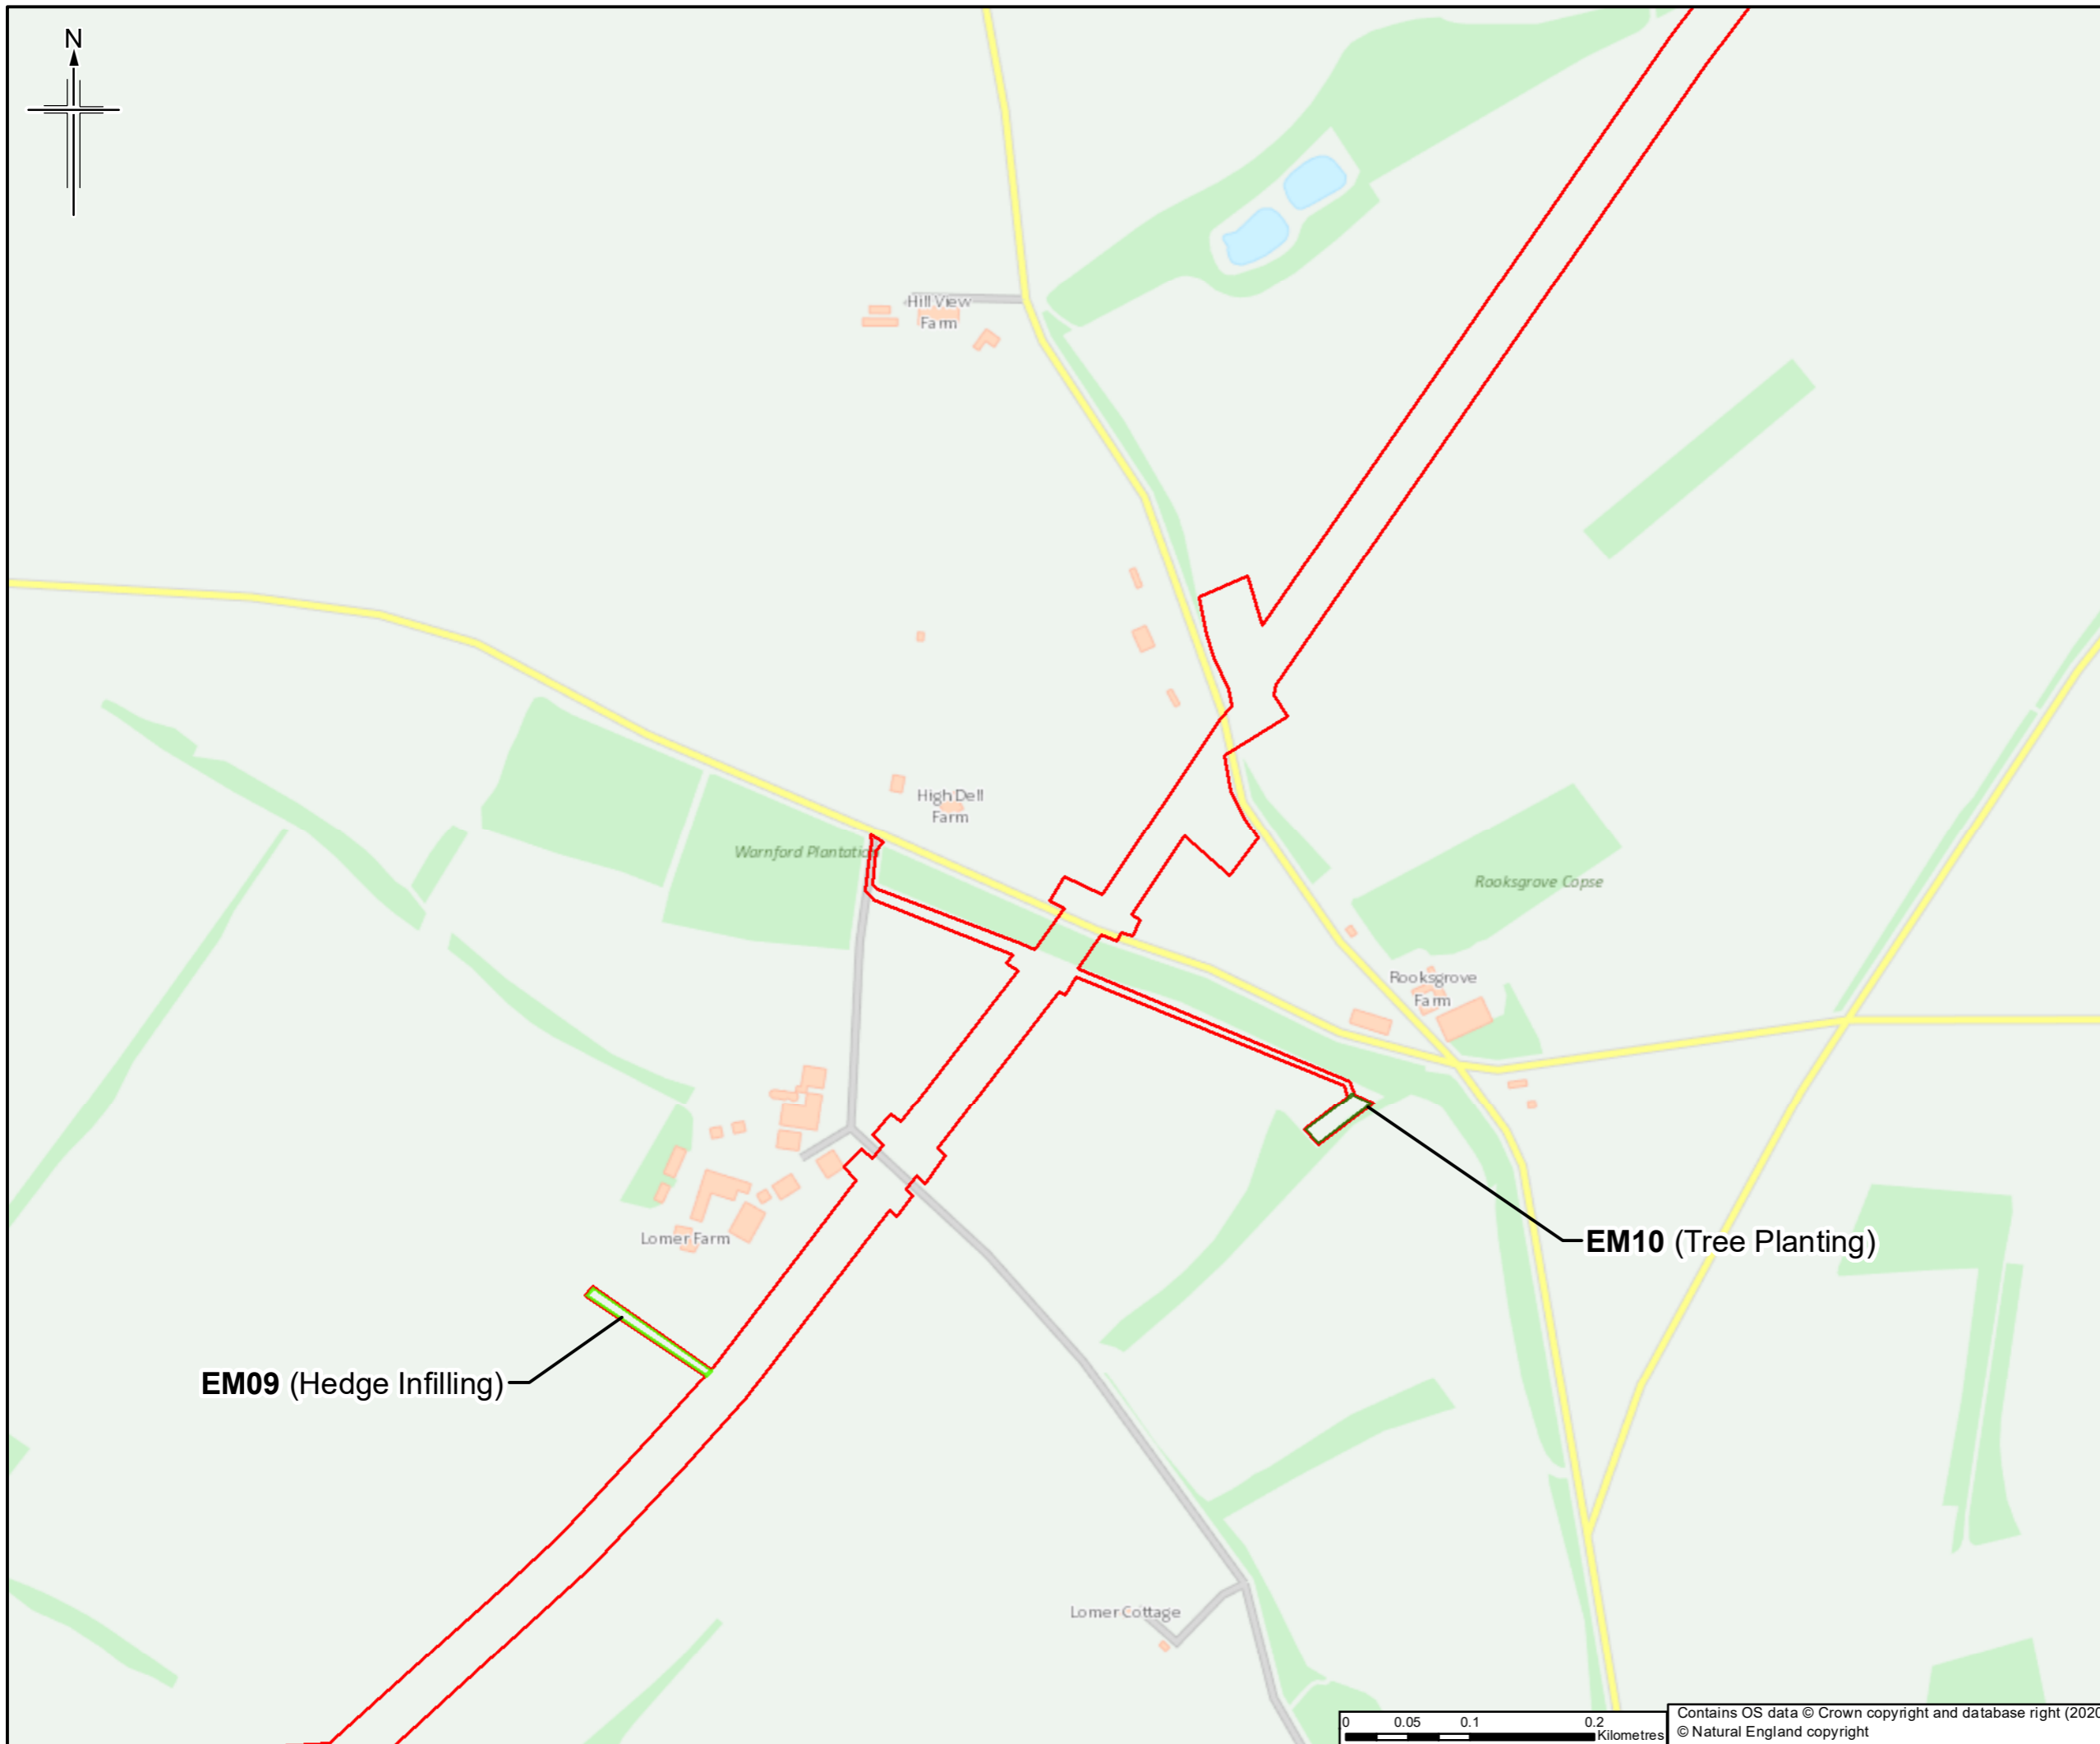 N
Hill View
Farm
High Dell
Farm
Warnford Plantation
Rooksgrove Copse
Rooksgrove
Farm
Lomer Farm
EM10 (Tree Planting)
EM09 (Hedge Infilling)
Lomer Cottage
0 0.05 0.1 0.2
Kilometres
Contains OS data © Crown copyright and database right (2020
© Natural England copyright